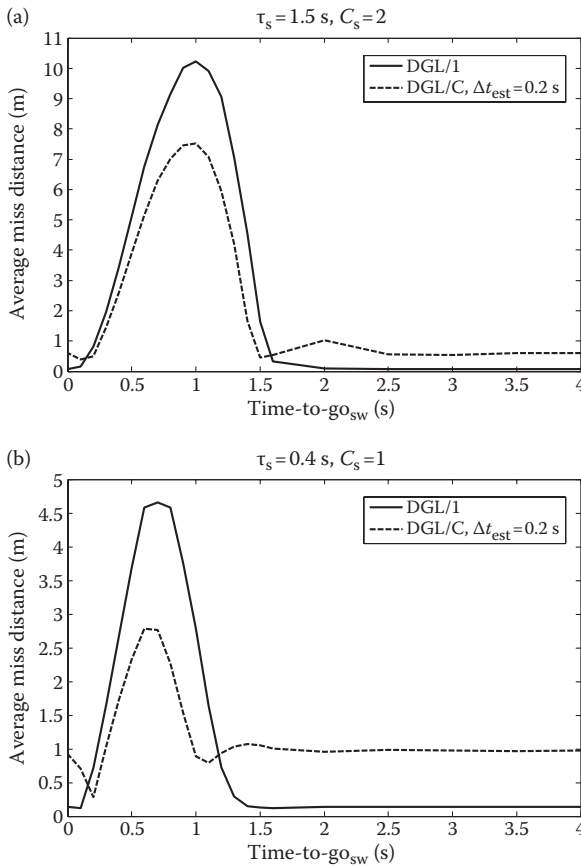 (a)
τs = 1.5 s, Cs = 2
11
10
9
8
7
6
5
4
3
2
1
0
Average miss distance (m)
DGL/1
DGL/C, Δtest = 0.2 s
0 0.5 1 1.5 2 2.5 3 3.5 4
Time-to-gosw (s)
(b)
τs = 0.4 s, Cs = 1
5
4.5
4
3.5
3
2.5
2
1.5
1
0.5
0
Average miss distance (m)
DGL/1
DGL/C, Δtest = 0.2 s
0 0.5 1 1.5 2 2.5 3 3.5 4
Time-to-gosw (s)